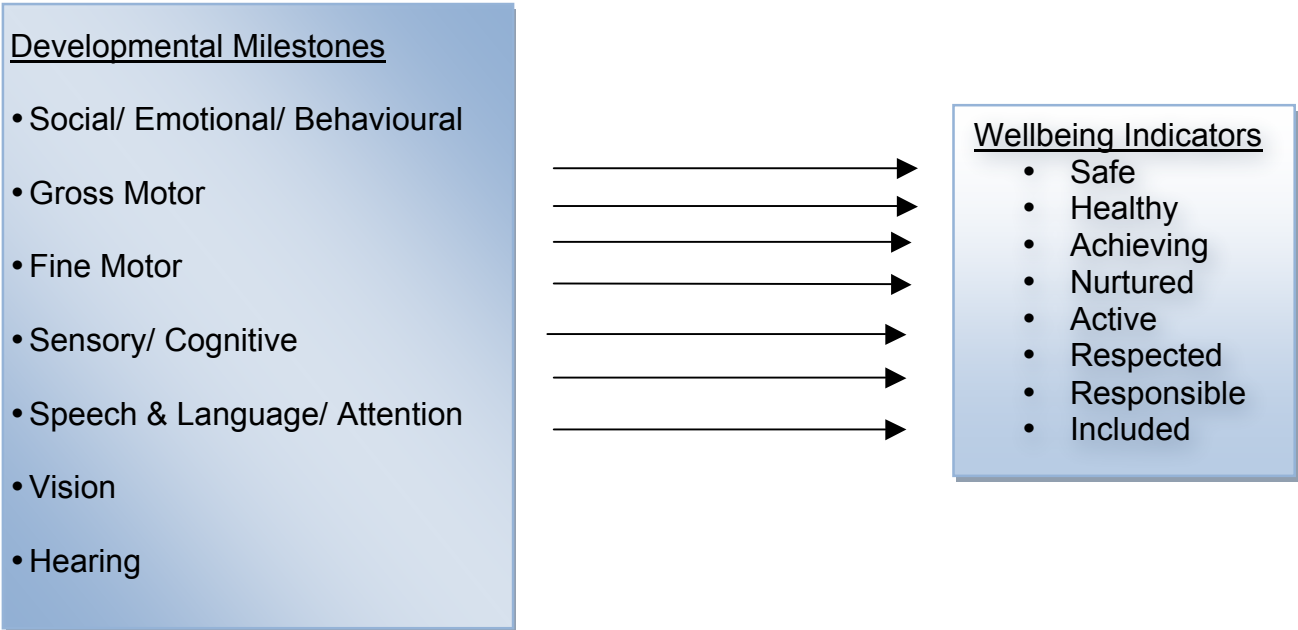 Developmental Milestones
• Social/ Emotional/ Behavioural
• Gross Motor
• Fine Motor
• Sensory/ Cognitive
• Speech & Language/ Attention
• Vision
• Hearing
Wellbeing Indicators
• Safe
• Healthy
• Achieving
• Nurtured
• Active
• Respected
• Responsible
• Included